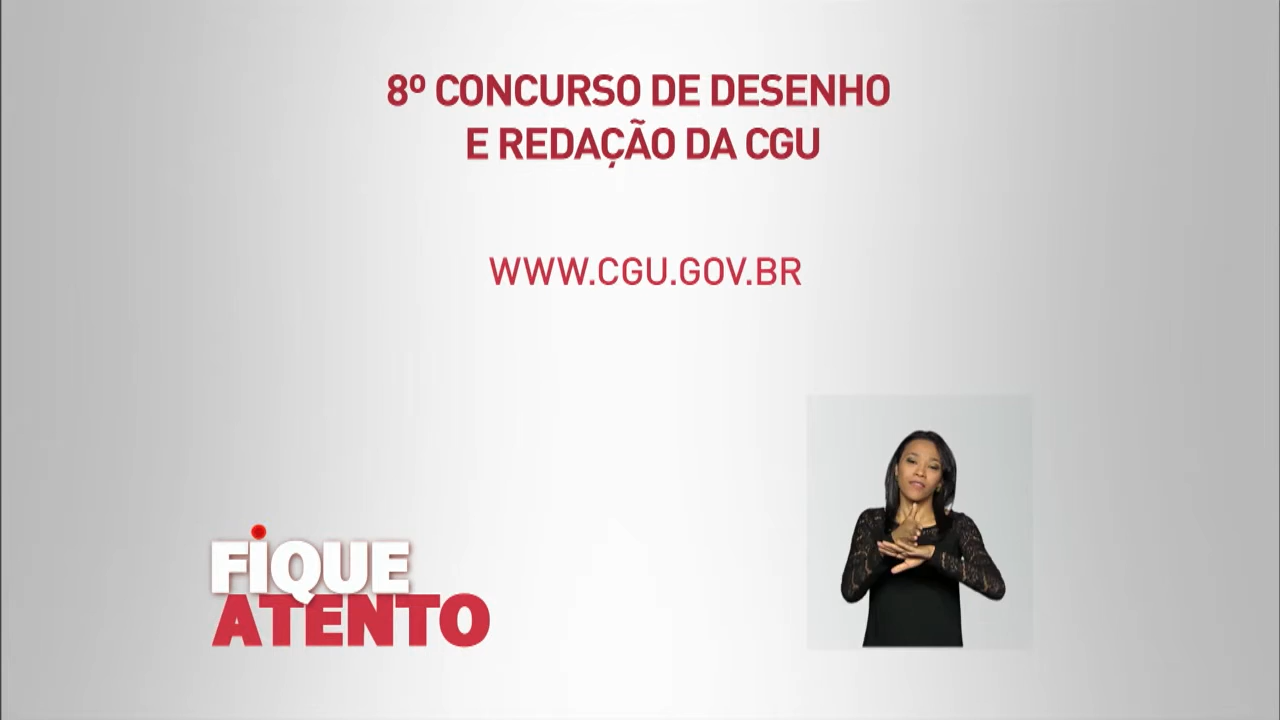 8º CONCURSO DE DESENHO
E REDAÇÃO DA CGU
WWW.CGU.GOV.BR
FIQUE
ATENTO